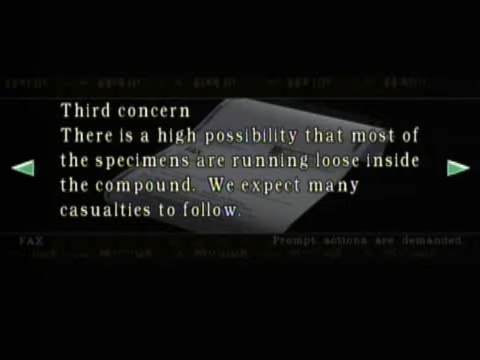 Third concern
There is a high possibility that most of
the specimens are running loose inside
the compound. We expect many
casualties to follow.
FAX
Prompt actions are demanded.